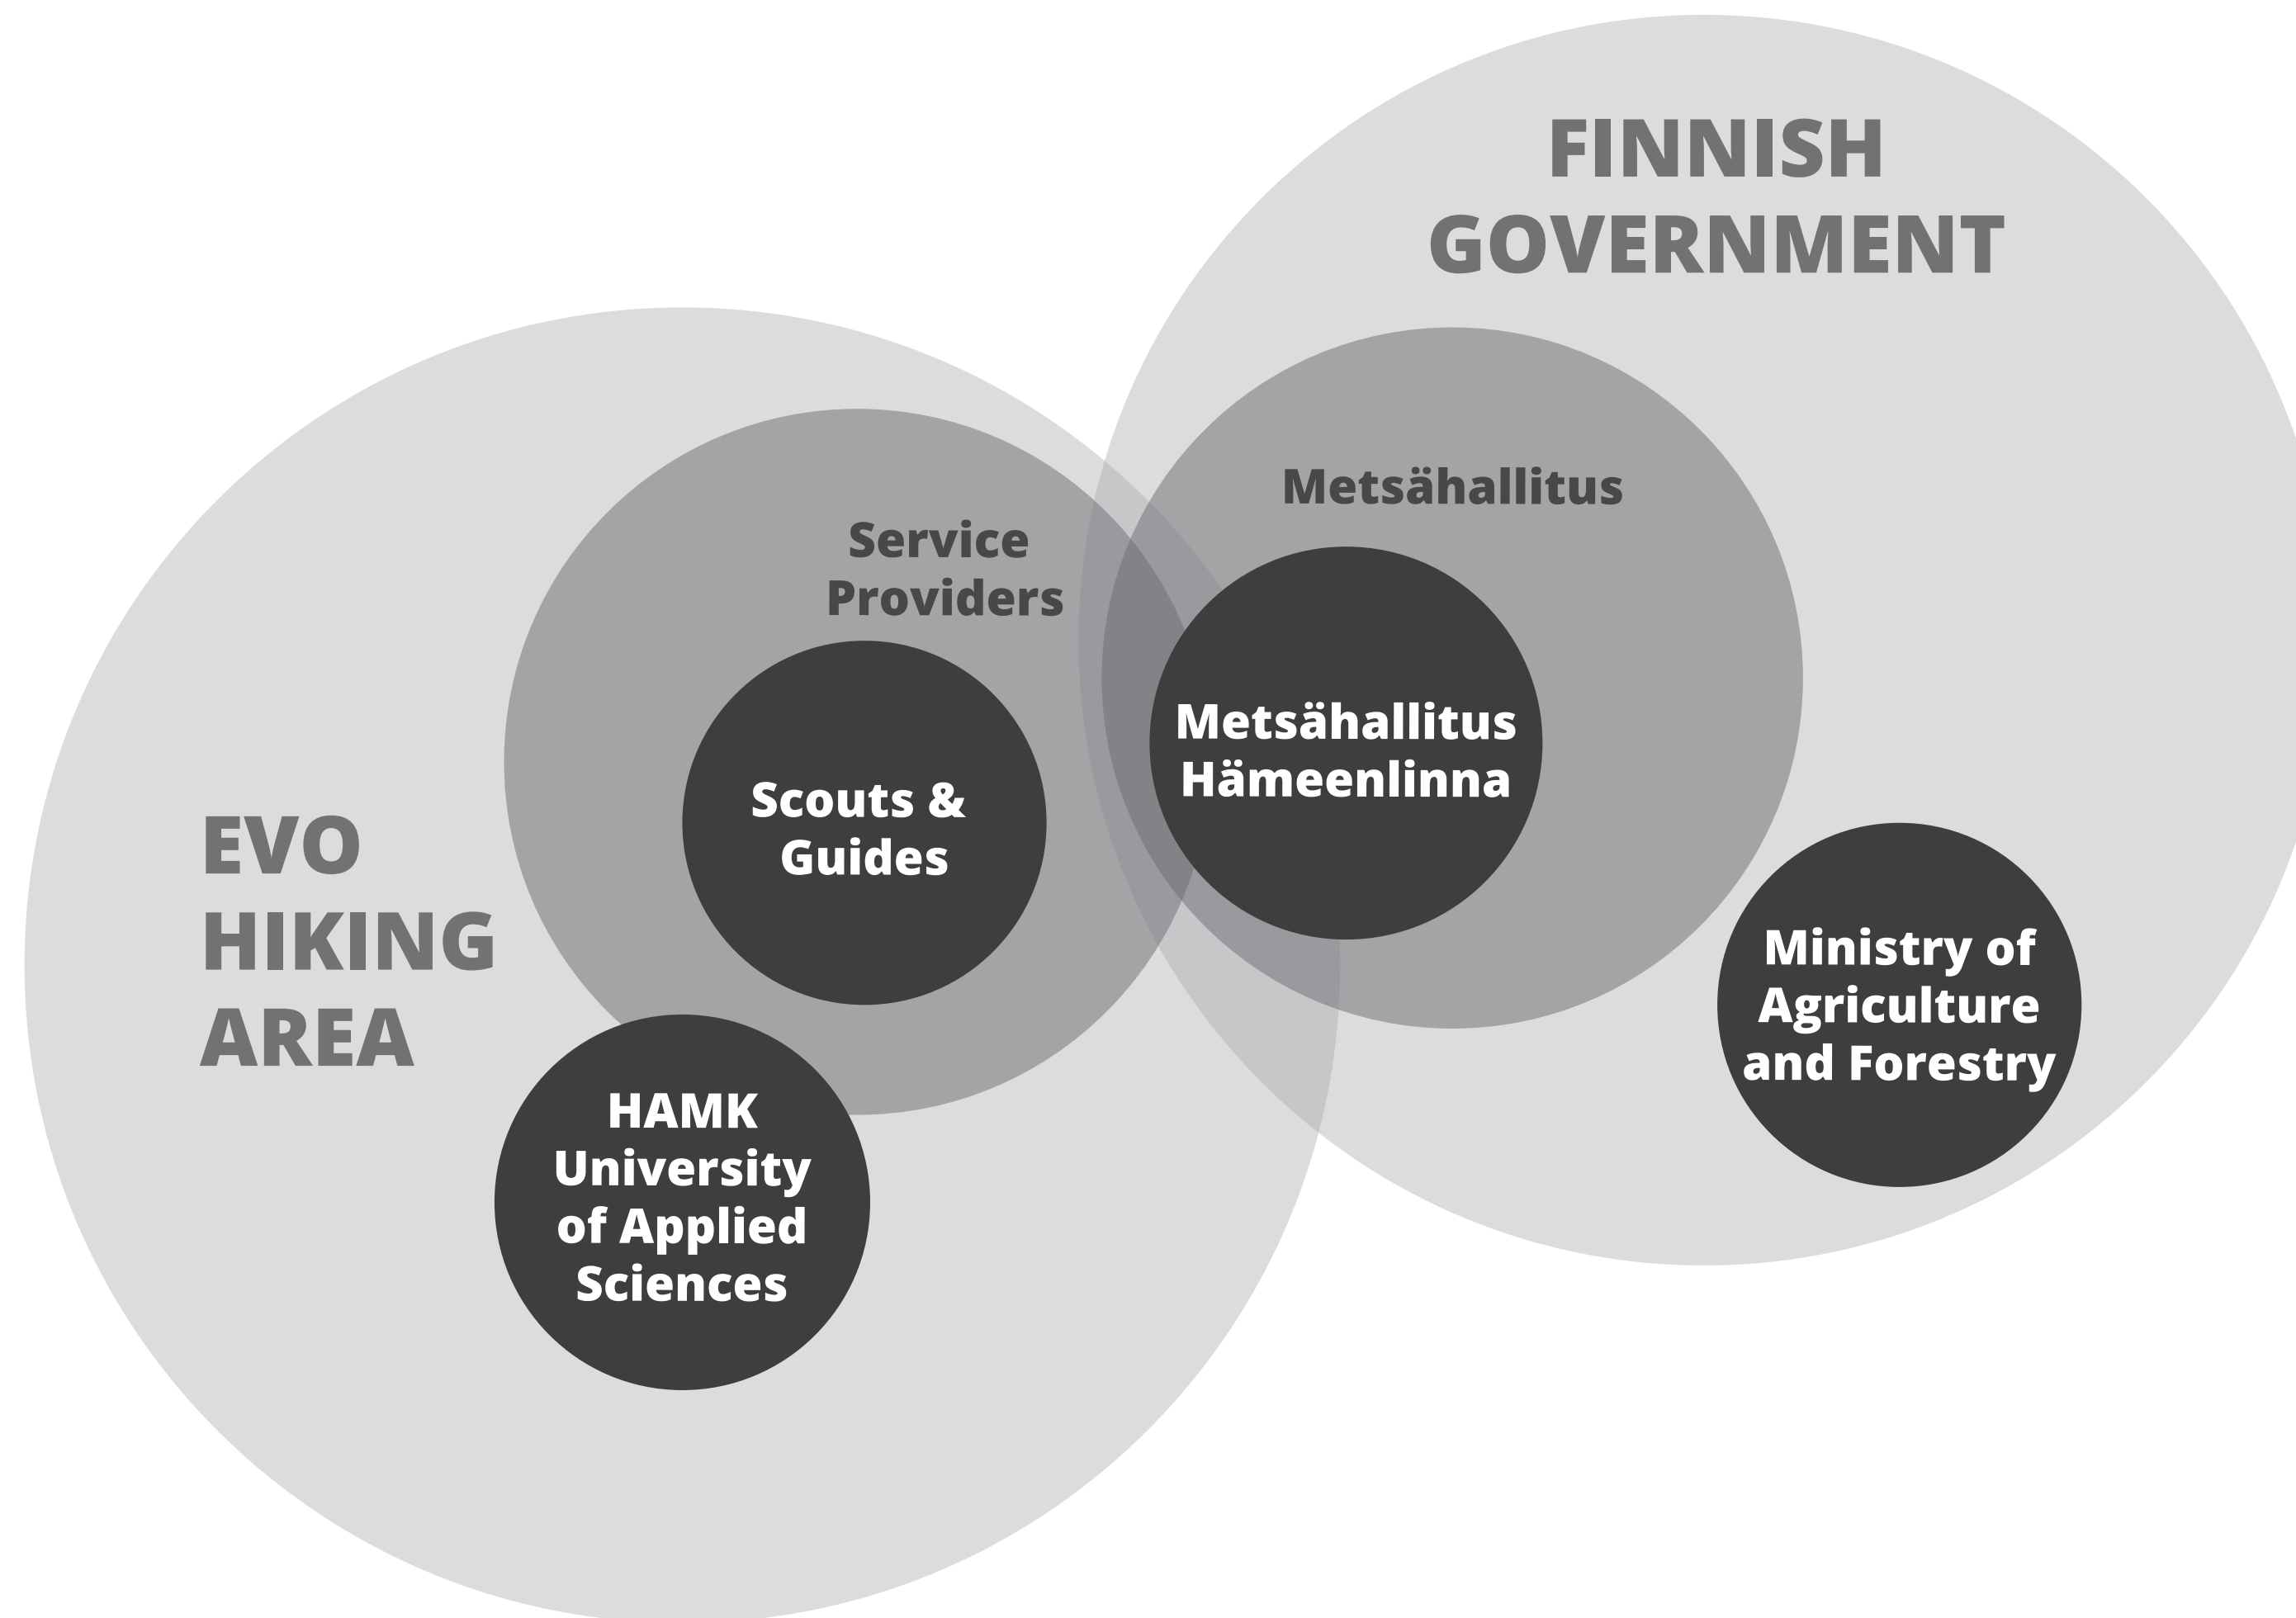 FINNISH
GOVERNMENT
Metsähallitus
Service
Providers
Metsähallitus
Hämeenlinna
Scouts &
Guides
EVO
HIKING
AREA
Ministry of
Agriculture
and Forestry
HAMK
University
of Applied
Sciences